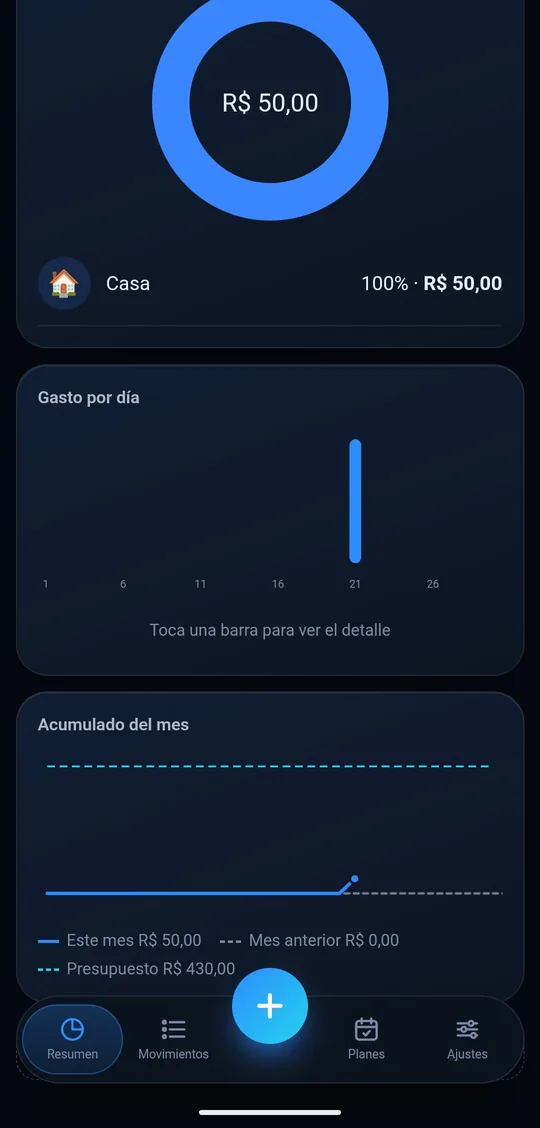 R$ 50,00
Casa 100% · R$ 50,00
Gasto por día
1 6 11 16 21 26
Toca una barra para ver el detalle
Acumulado del mes
Este mes R$ 50,00 Mes anterior R$ 0,00
Presupuesto R$ 430,00
Resumen Movimientos Planes Ajustes